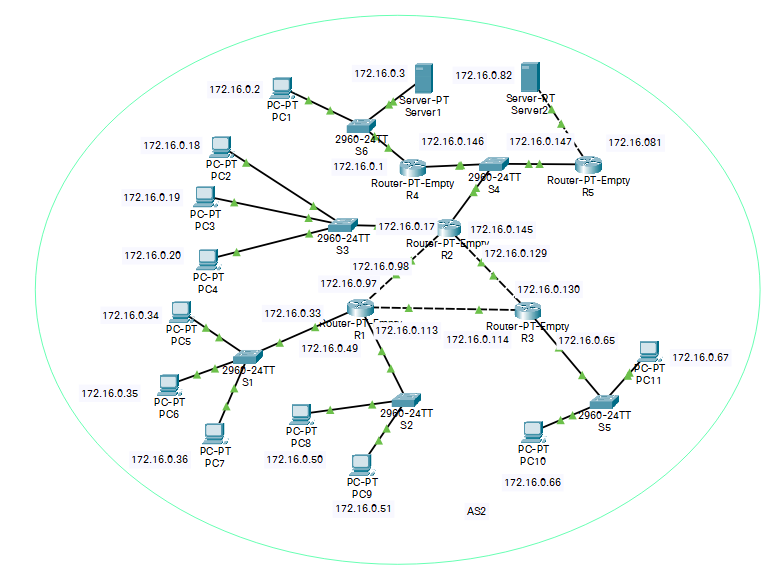 172.16.0.2
PC-PT
PC1
172.16.0.3
Server-PT
Server1
172.16.0.82
Server-PT
Server2
2960-24TT
S6
172.16.0.1
172.16.0.146
172.16.0.147
172.16.081
Router-PT-Empty
R4
2960-24TT
S4
Router-PT-Empty
R5
172.16.0.18
PC-PT
PC2
172.16.0.19
PC-PT
PC3
172.16.0.20
PC-PT
PC4
2960-24TT
S3
172.16.0.17
172.16.0.145
Router-PT-Empty
R2
172.16.0.129
172.16.0.98
172.16.0.97
172.16.0.130
172.16.0.34
PC-PT
PC5
172.16.0.33
Router-PT-Empty
R1
172.16.0.113
172.16.0.114
Router-PT-Empty
R3
172.16.0.65
172.16.0.49
2960-24TT
S1
172.16.0.35
PC-PT
PC6
172.16.0.36
PC-PT
PC7
2960-24TT
S2
PC-PT
PC8
172.16.0.50
PC-PT
PC9
172.16.0.51
PC-PT
PC11
172.16.0.67
2960-24TT
S5
PC-PT
PC10
172.16.0.66
AS2